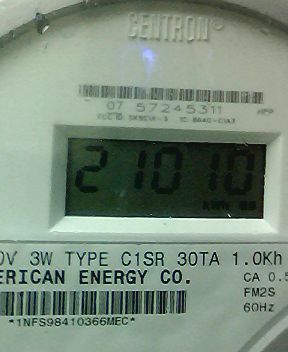 CENTRON®
07 57245311
21010
kWh
0V 3W TYPE C1SR 30TA 1.0Kh
ERICAN ENERGY CO.
CA 0.5
FM2S
60Hz
*1NFS98410366MEC*